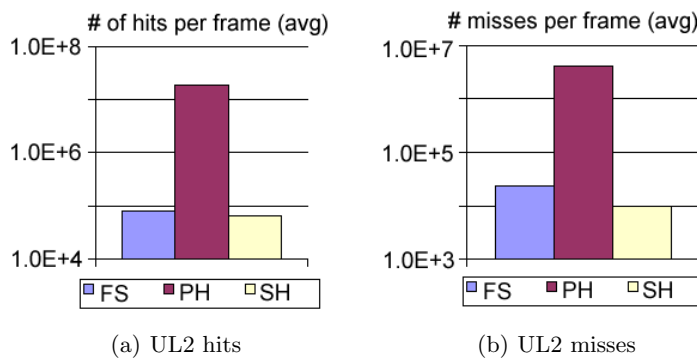 # of hits per frame (avg)
1.0E+8
1.0E+6
1.0E+4
FS PH SH
(a) UL2 hits
# misses per frame (avg)
1.0E+7
1.0E+5
1.0E+3
FS PH SH
(b) UL2 misses